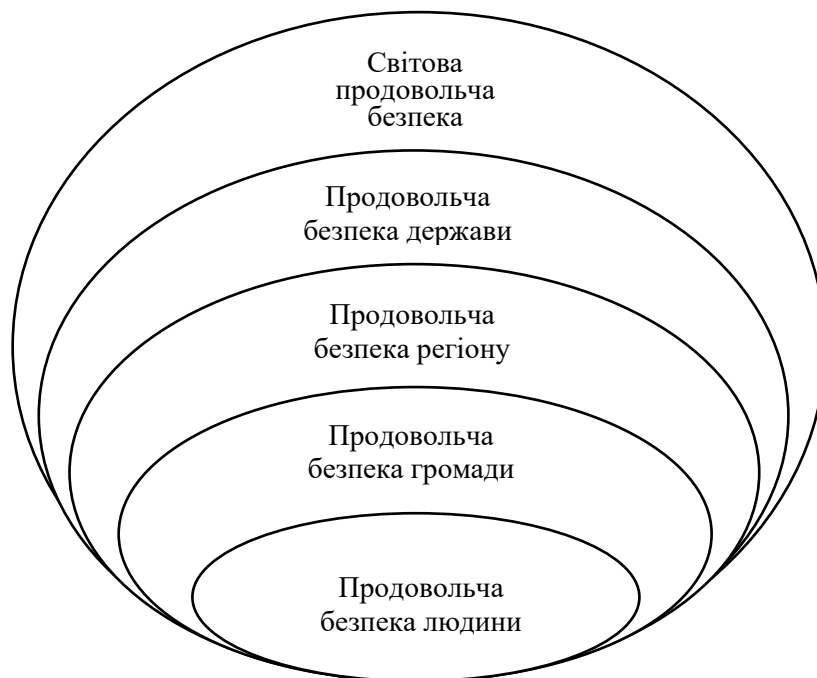 Світова
продовольча
безпека
Продовольча
безпека держави
Продовольча
безпека регіону
Продовольча
безпека громади
Продовольча
безпека людини